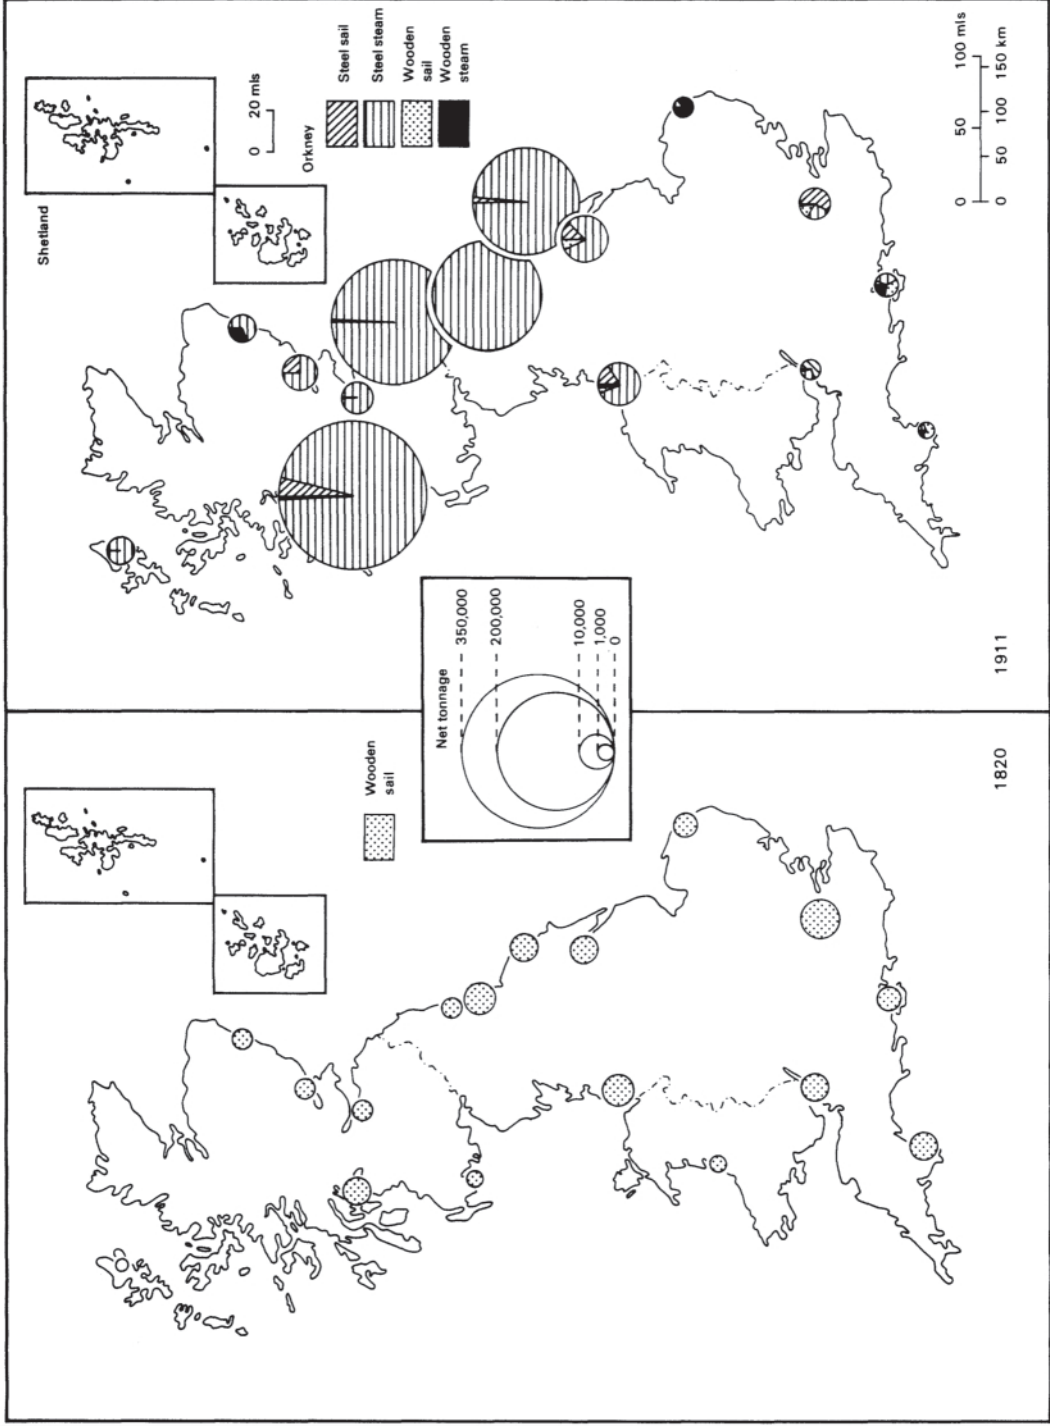 Shetland
0 20 mls
Orkney
Steel sail
Steel steam
Wooden
sail
Wooden
steam
0 50 100 mls
0 50 100 150 km
1911
Net tonnage
350,000
200,000
10,000
1,000
0
Wooden
sail
1820